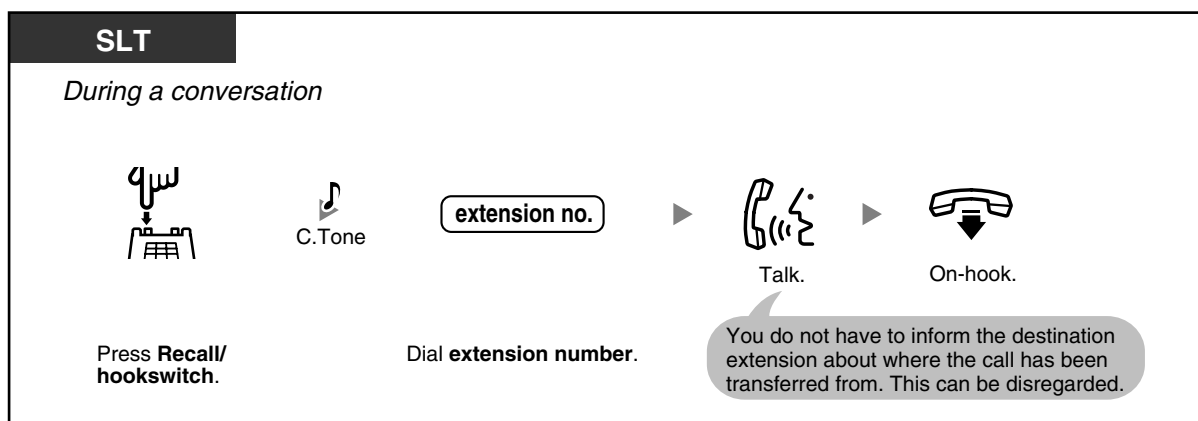 SLT
During a conversation
C.Tone
extension no.
Talk.
On-hook.
Press Recall/
hookswitch.
Dial extension number.
You do not have to inform the destination
extension about where the call has been
transferred from. This can be disregarded.